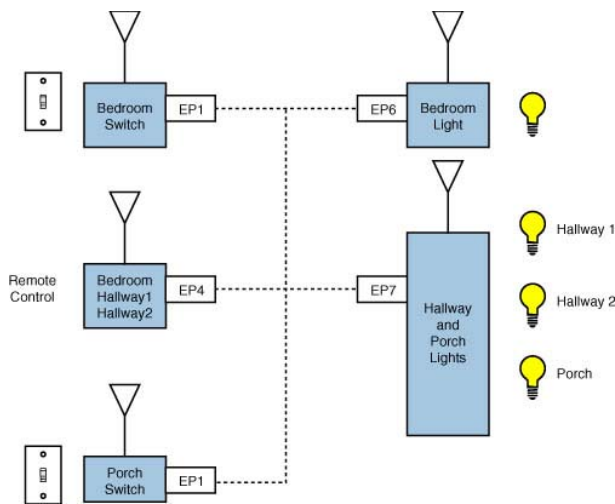 Bedroom
Switch
EP1
EP6
Bedroom
Light
Remote
Control
Bedroom
Hallway1
Hallway2
EP4
EP7
Hallway
and
Porch
Lights
Hallway 1
Hallway 2
Porch
Porch
Switch
EP1